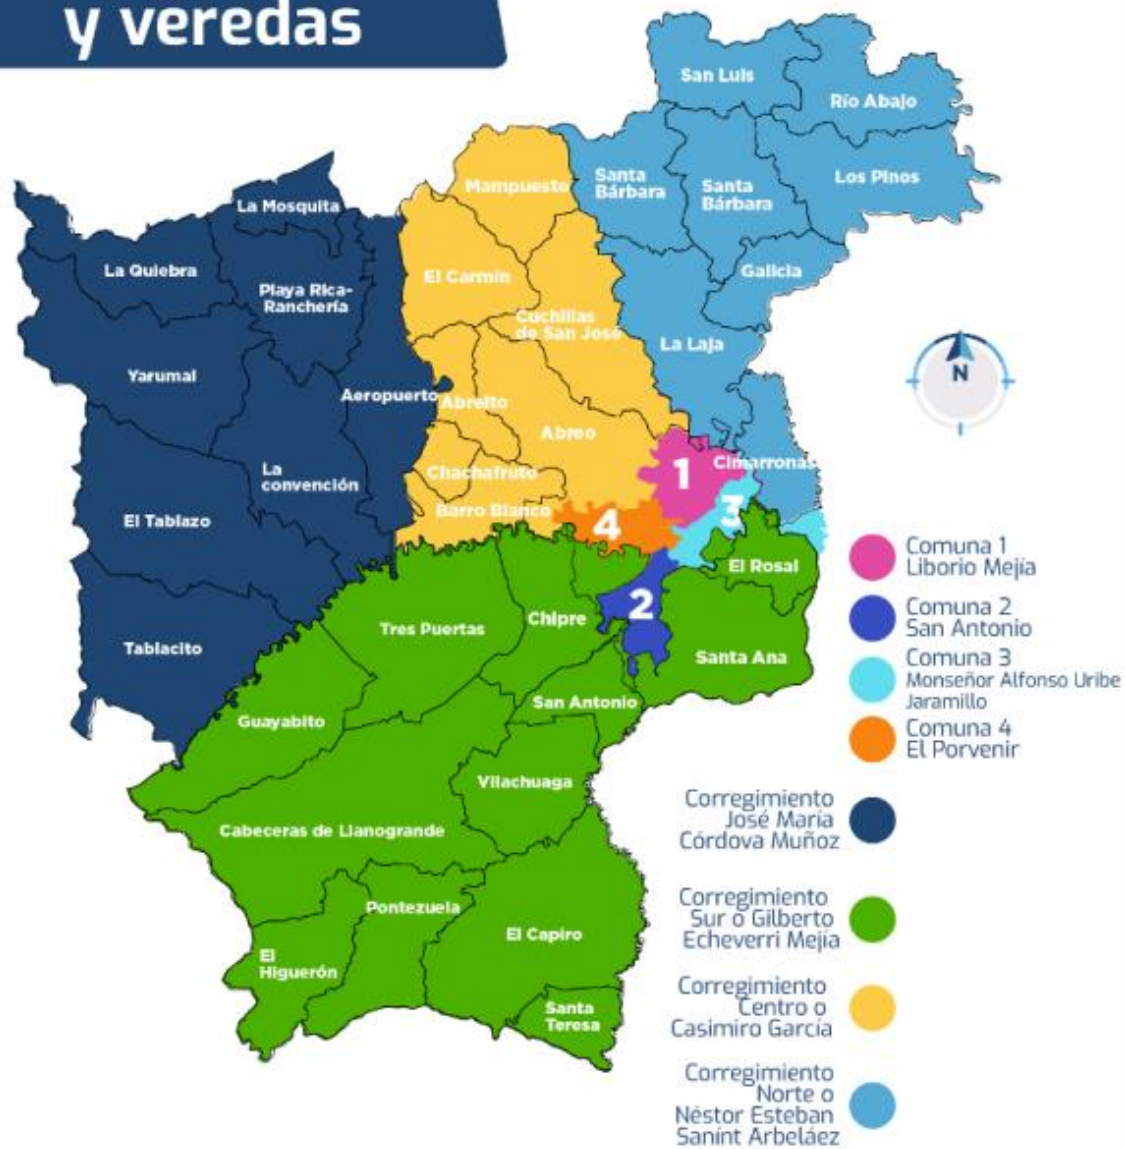 y veredas
San Luis
Río Abajo
Santa
Bárbara
Santa
Bárbara
Los Pinos
Mampuesto
La Mosquita
La Quiebra
Playa Rica-
Ranchería
El Carmín
Galicia
Cuchillas
de San José
La Laja
Yarumal
Aeropuerto
Abreito
Abreo
N
La
convención
Chachafruto
Cimarronas
1
3
El Tablazo
Barro Blanco
4
El Rosal
2
Tablacito
Tres Puertas
Chipre
Santa Ana
Guayabito
San Antonio
Vilachuaga
Cabeceras de Llanogrande
Pontezuela
El Capiro
El
Higuerón
Santa
Teresa
Comuna 1
Liborio Mejía
Comuna 2
San Antonio
Comuna 3
Monseñor Alfonso Uribe
Jaramillo
Comuna 4
El Porvenir
Corregimiento
José María
Córdova Muñoz
Corregimiento
Sur o Gilberto
Echeverri Mejía
Corregimiento
Centro o
Casimiro García
Corregimiento
Norte o
Néstor Esteban
Sanínt Arbeláez